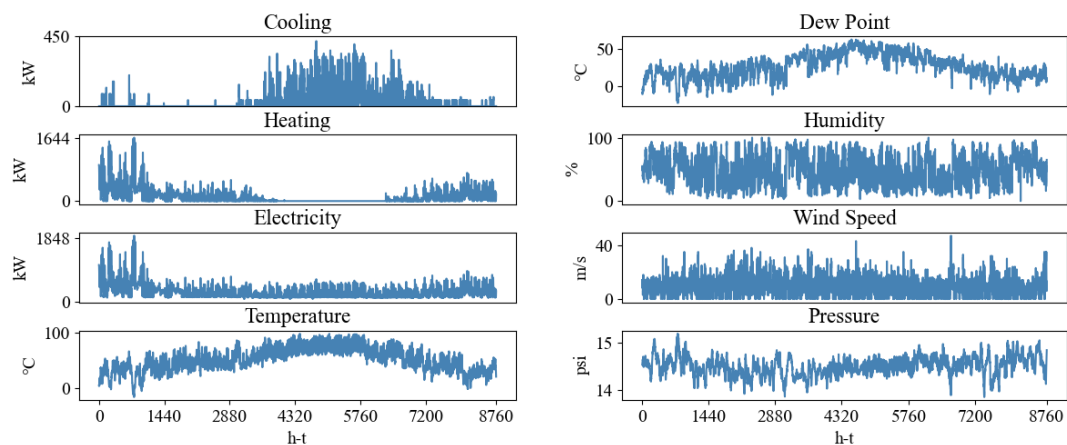 Cooling
450
kW
0
Heating
1644
kW
0
Electricity
1848
kW
0
Temperature
100
°C
0
0 1440 2880 4320 5760 7200 8760
h-t
Dew Point
50
°C
0
Humidity
100
%
0
Wind Speed
40
m/s
0
Pressure
15
psi
14
0 1440 2880 4320 5760 7200 8760
h-t